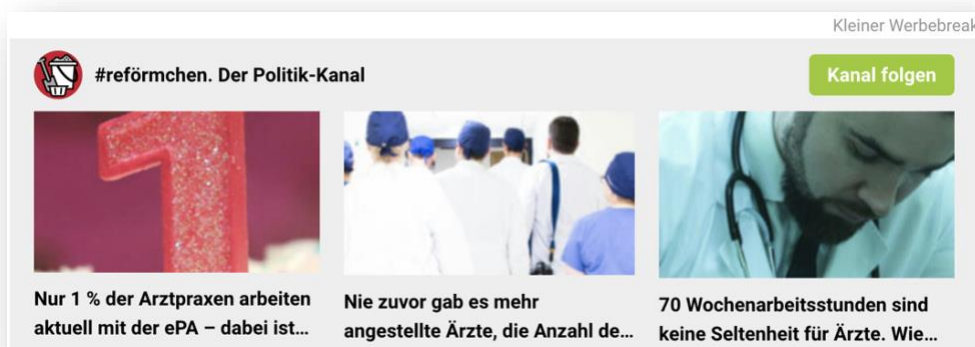 Kleiner Werbebreak
#reförmchen. Der Politik-Kanal
Kanal folgen
1
Nur 1 % der Arztpraxen arbeiten
aktuell mit der ePA – dabei ist...
Nie zuvor gab es mehr
angestellte Ärzte, die Anzahl de...
70 Wochenarbeitsstunden sind
keine Seltenheit für Ärzte. Wie...